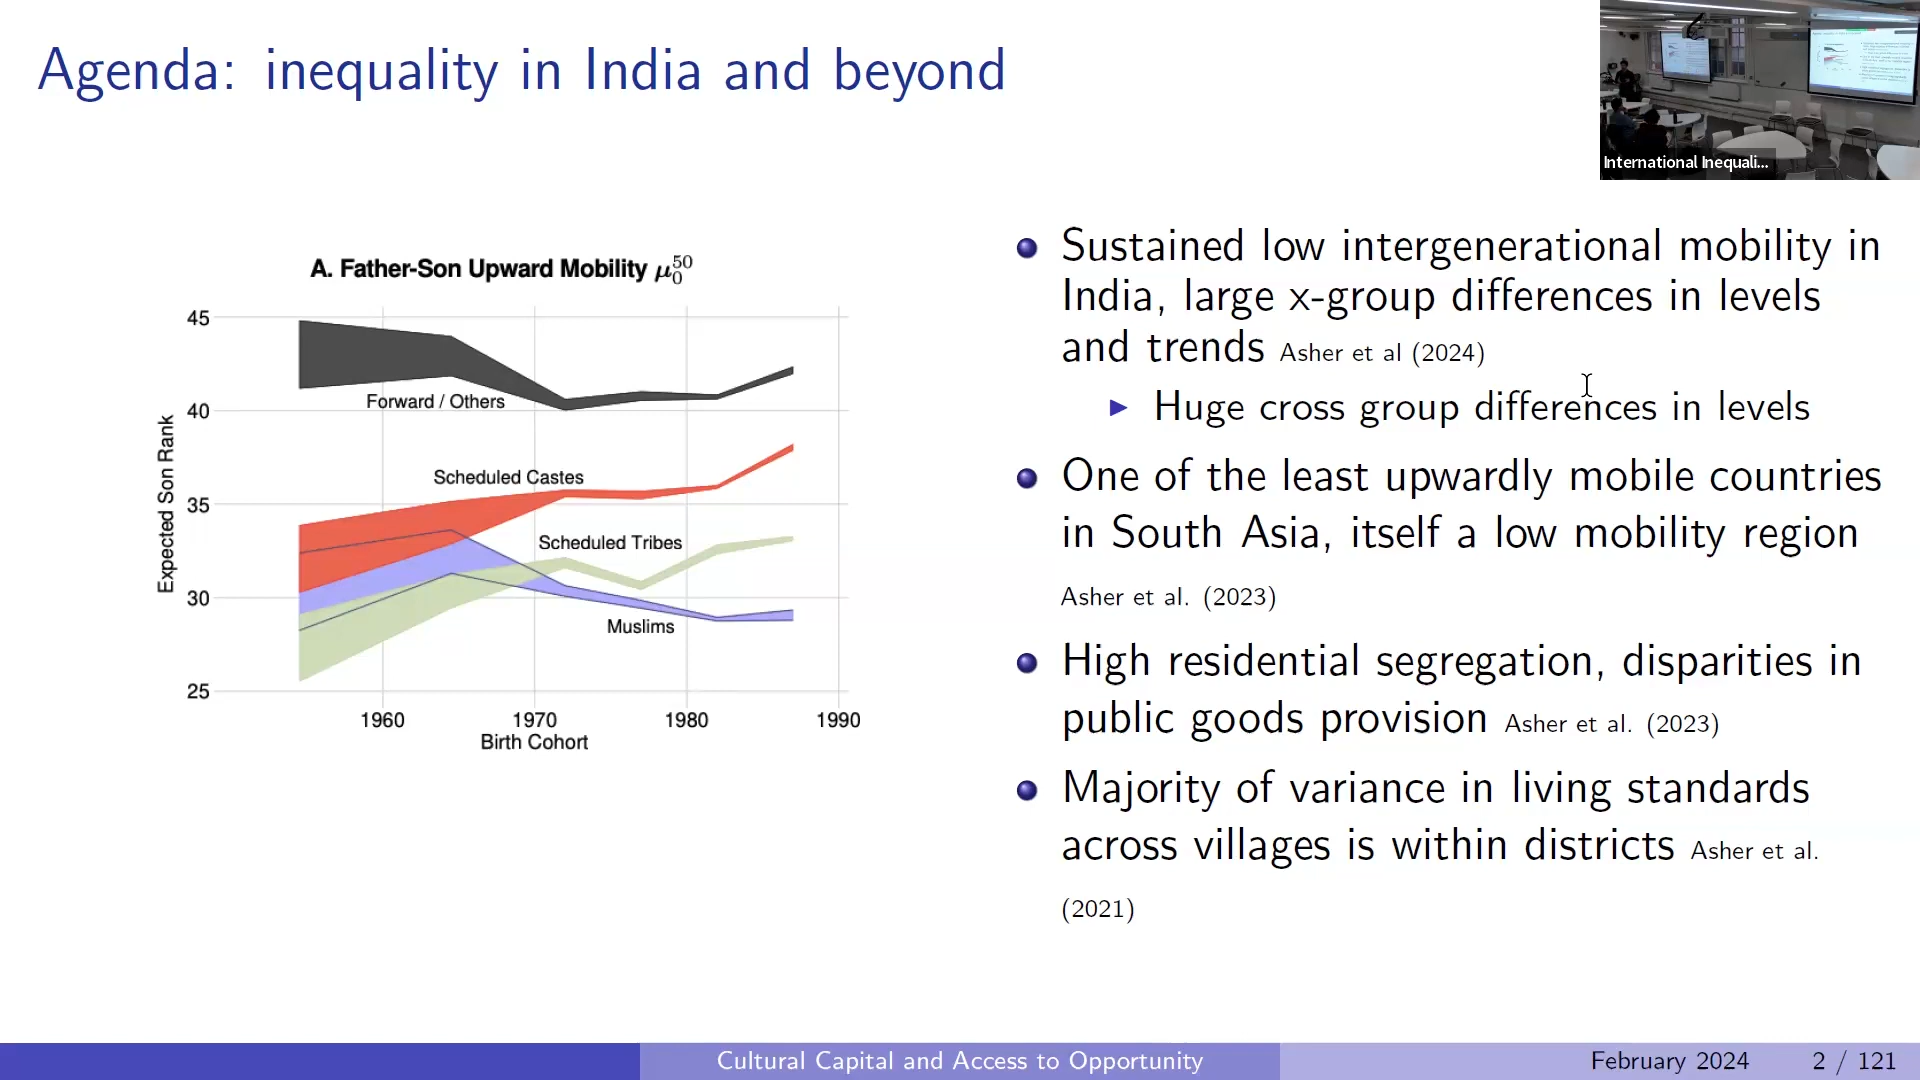 Agenda: inequality in India and beyond
International Inequali...
A. Father-Son Upward Mobility μ₀⁵⁰
45
40
35
30
25
Expected Son Rank
Forward / Others
Scheduled Castes
Scheduled Tribes
Muslims
1960 1970 1980 1990
Birth Cohort
Sustained low intergenerational mobility in
India, large x-group differences in levels
and trends Asher et al (2024)
Huge cross group differences in levels
One of the least upwardly mobile countries
in South Asia, itself a low mobility region
Asher et al. (2023)
High residential segregation, disparities in
public goods provision Asher et al. (2023)
Majority of variance in living standards
across villages is within districts Asher et al.
(2021)
Cultural Capital and Access to Opportunity
February 2024 2 / 121